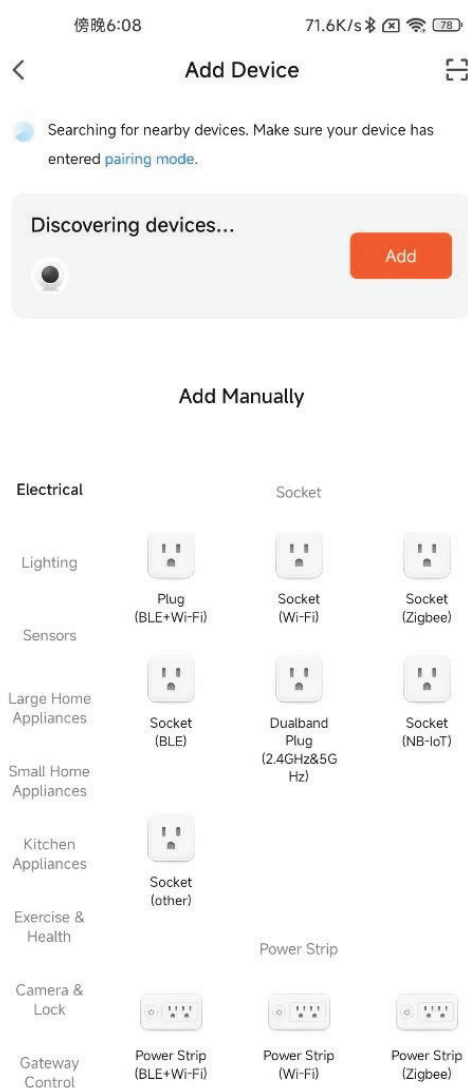 傍晚6:08
71.6K/s
78
Add Device
Searching for nearby devices. Make sure your device has
entered pairing mode.
Discovering devices...
Add
Add Manually
Electrical
Lighting
Sensors
Large Home
Appliances
Small Home
Appliances
Kitchen
Appliances
Exercise &
Health
Camera &
Lock
Gateway
Control
Socket
Plug
(BLE+Wi-Fi)
Socket
(Wi-Fi)
Socket
(Zigbee)
Socket
(BLE)
Dualband
Plug
(2.4GHz&5G
Hz)
Socket
(NB-IoT)
Socket
(other)
Power Strip
Power Strip
(BLE+Wi-Fi)
Power Strip
(Wi-Fi)
Power Strip
(Zigbee)